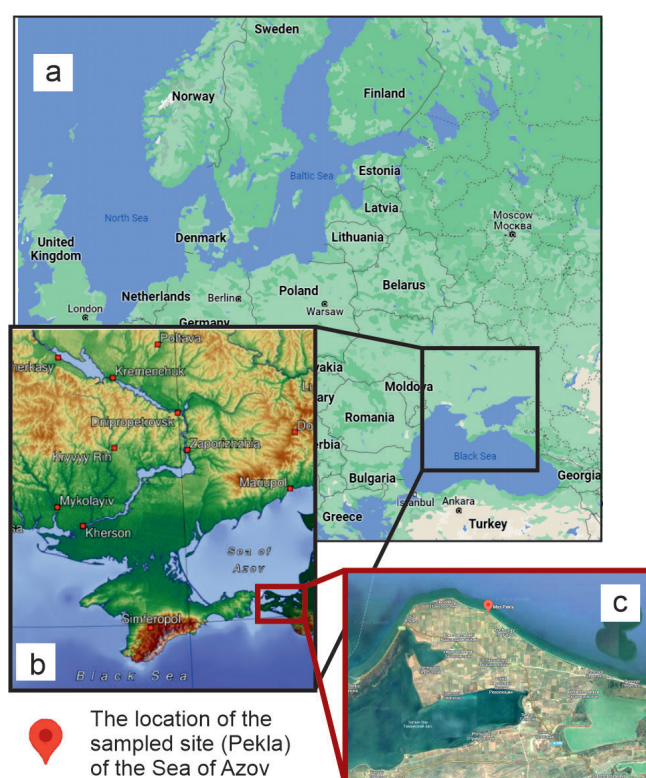 a
Sweden
Norway
Finland
Baltic Sea
Estonia
North Sea
Latvia
Moscow
Москва
United
Kingdom
Denmark
Lithuania
Netherlands
Berlin
Poland
Belarus
London
Warsaw
Germany
Poltava
Kremenchuk
Dnipropetrovsk
Zaporizhzhia
Kryvyy Rih
Mariupol
Mykolayiv
Kherson
Sea of
Azov
Simferopol
Black Sea
b
Moldova
Romania
Black Sea
Bulgaria
Georgia
Istanbul
Ankara
Greece
Turkey
c
The location of the
sampled site (Pekla)
of the Sea of Azov